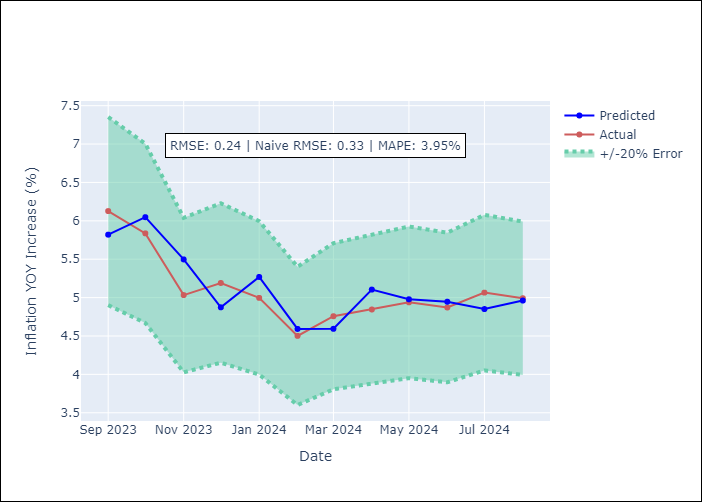 RMSE: 0.24 | Naive RMSE: 0.33 | MAPE: 3.95%
Predicted
Actual
+/-20% Error
Inflation YOY Increase (%)
7.5
7
6.5
6
5.5
5
4.5
4
3.5
Sep 2023 Nov 2023 Jan 2024 Mar 2024 May 2024 Jul 2024
Date